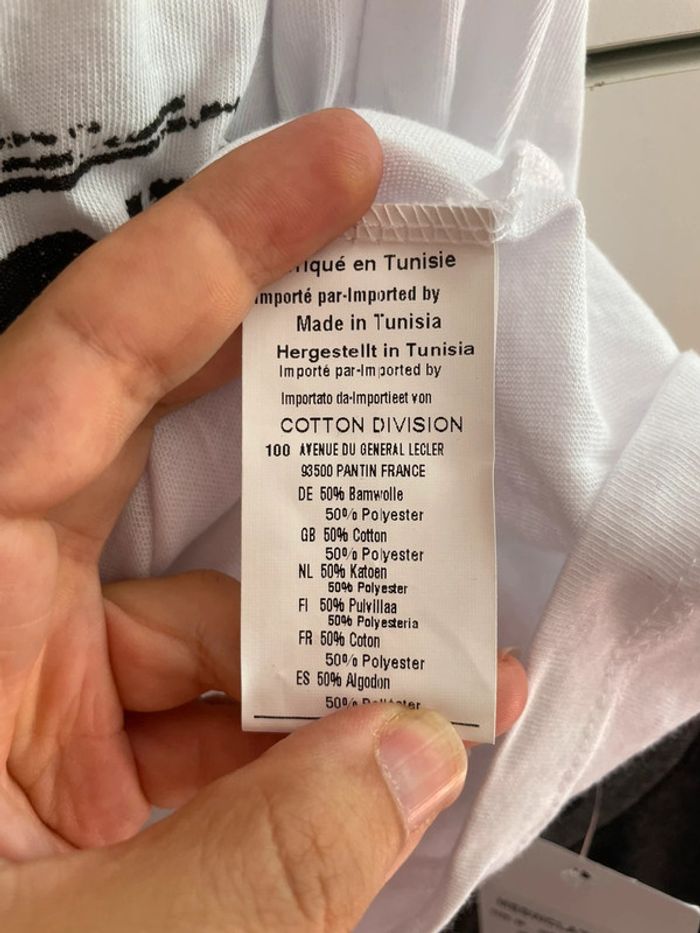 en Tunisie
Importé par-Imported by
Made in Tunisia
Hergestellt in Tunisia
Importé par-Imported by
Importato da-Importieet von
COTTON DIVISION
100 AVENUE DU GENERAL LECLER
93500 PANTIN FRANCE
DE 50% Bamwolle
50% Polyester
GB 50% Cotton
50% Polyester
NL 50% Katoen
50% Polyester
FI 50% Pulvillaa
50% Polyesteria
FR 50% Coton
50% Polyester
ES 50% Algodon
50%